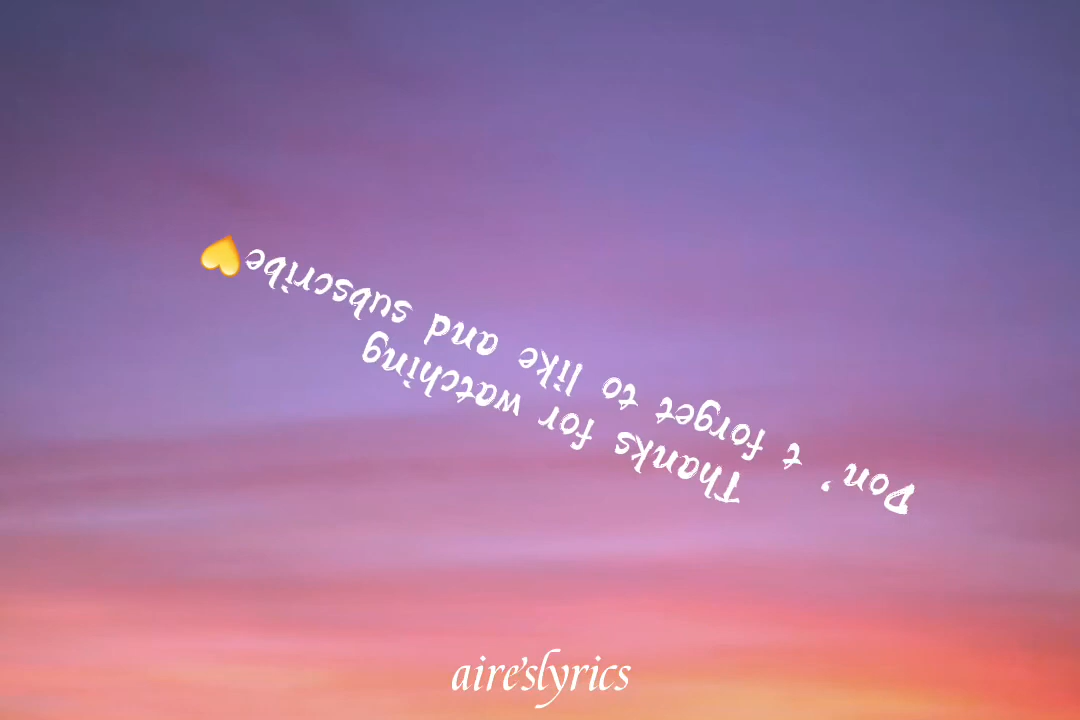 Thanks for watching
Don't forget to like and subscribe💛
aire'slyrics